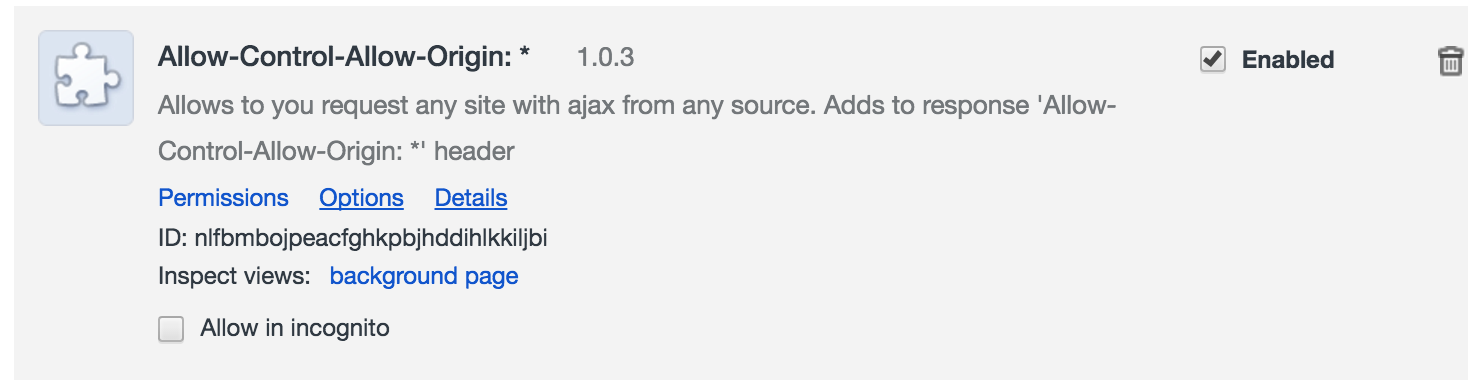 Allow-Control-Allow-Origin: * 1.0.3 Enabled
Allows to you request any site with ajax from any source. Adds to response 'Allow-
Control-Allow-Origin: *' header
Permissions Options Details
ID: nlfbmbojpeacfghkpbjhddihlkkiljbi
Inspect views: background page
Allow in incognito